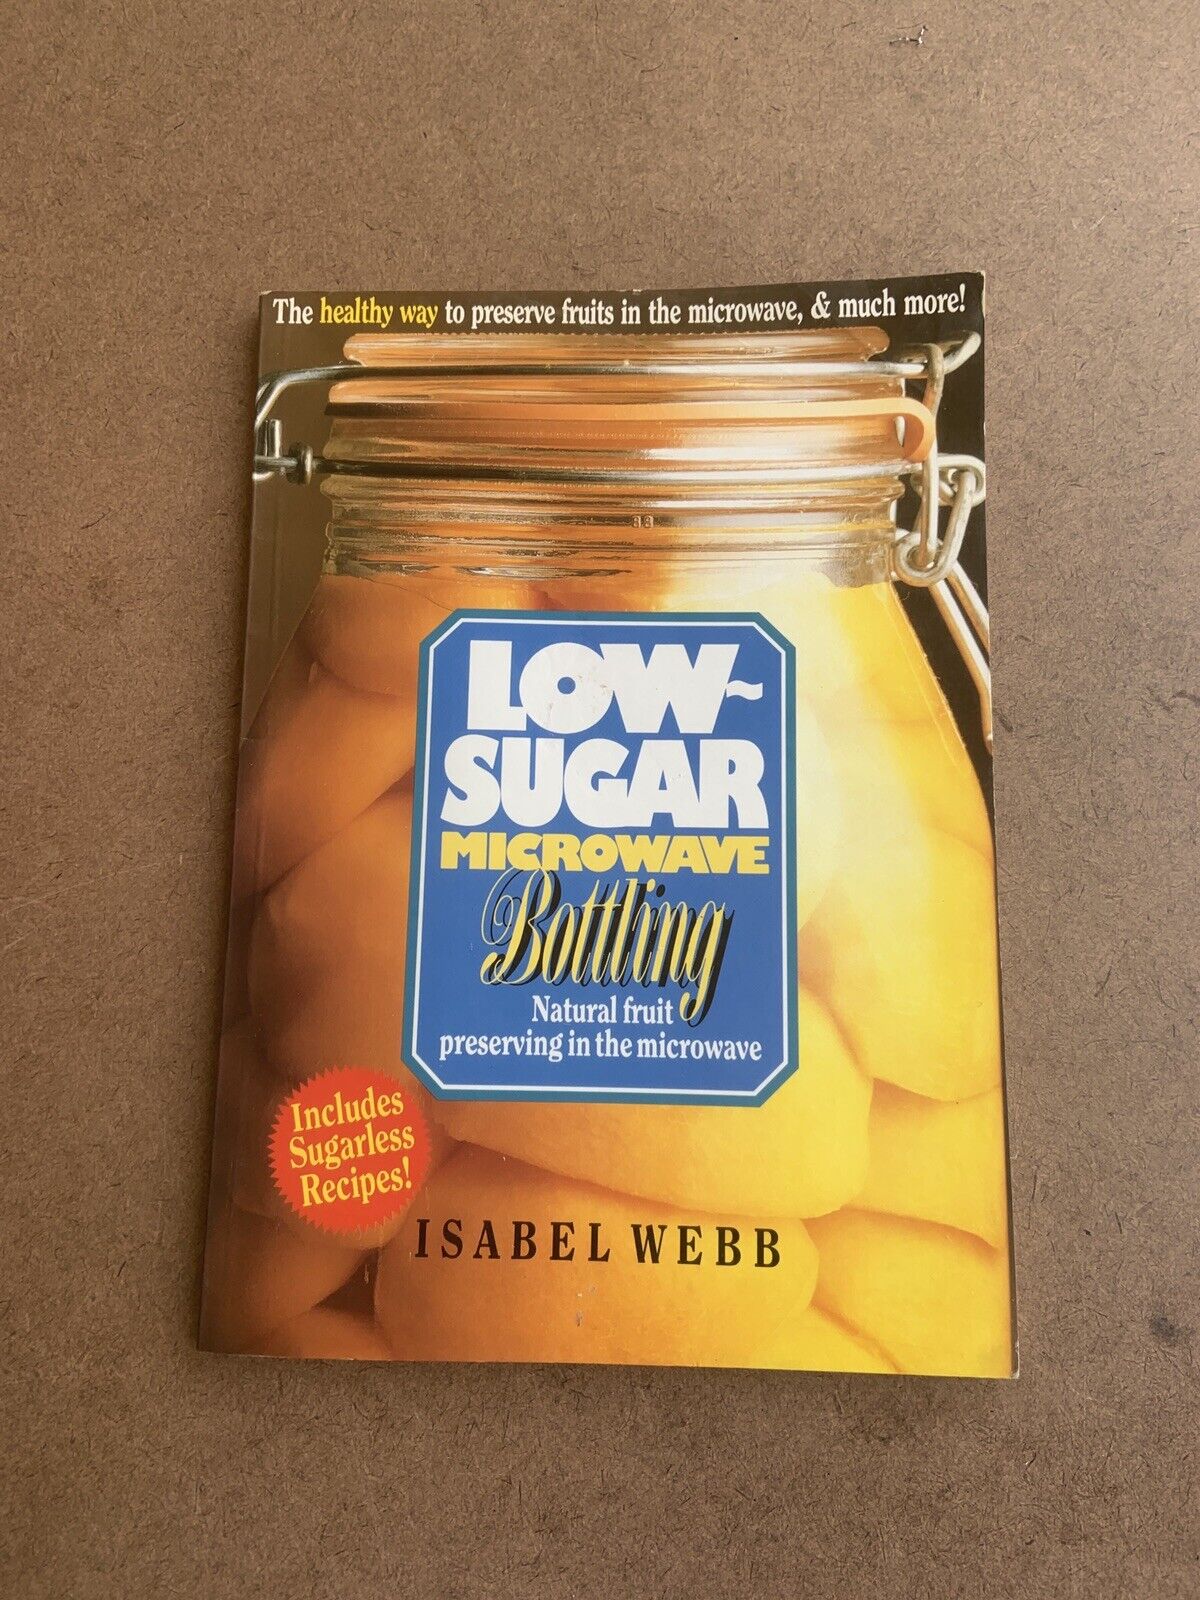 The healthy way to preserve fruits in the microwave, & much more!
LOW-
SUGAR
MICROWAVE
Bottling
Natural fruit
preserving in the microwave
Includes
Sugarless
Recipes!
ISABEL WEBB